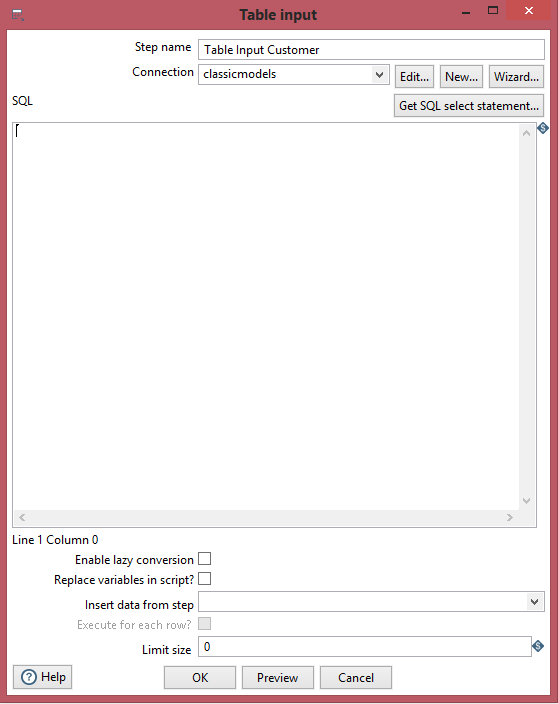 Table input
Step name Table Input Customer
Connection classicmodels Edit... New... Wizard...
SQL Get SQL select statement...
Line 1 Column 0
Enable lazy conversion
Replace variables in script?
Insert data from step
Execute for each row?
Limit size 0
Help OK Preview Cancel